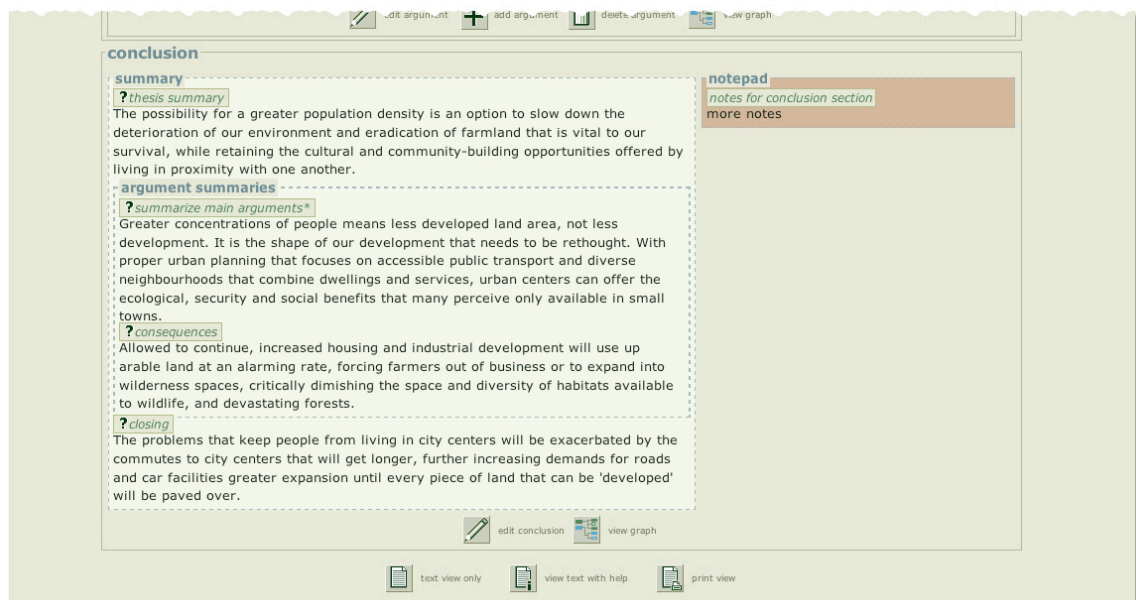 edit argument add argument delete argument view graph
conclusion
summary
? thesis summary
The possibility for a greater population density is an option to slow down the
deterioration of our environment and eradication of farmland that is vital to our
survival, while retaining the cultural and community-building opportunities offered by
living in proximity with one another.
argument summaries
? summarize main arguments*
Greater concentrations of people means less developed land area, not less
development. It is the shape of our development that needs to be rethought. With
proper urban planning that focuses on accessible public transport and diverse
neighbourhoods that combine dwellings and services, urban centers can offer the
ecological, security and social benefits that many perceive only available in small
towns.
? consequences
Allowed to continue, increased housing and industrial development will use up
arable land at an alarming rate, forcing farmers out of business or to expand into
wilderness spaces, critically dimishing the space and diversity of habitats available
to wildlife, and devastating forests.
? closing
The problems that keep people from living in city centers will be exacerbated by the
commutes to city centers that will get longer, further increasing demands for roads
and car facilities greater expansion until every piece of land that can be 'developed'
will be paved over.
notepad
notes for conclusion section
more notes
edit conclusion view graph
text view only view text with help print view